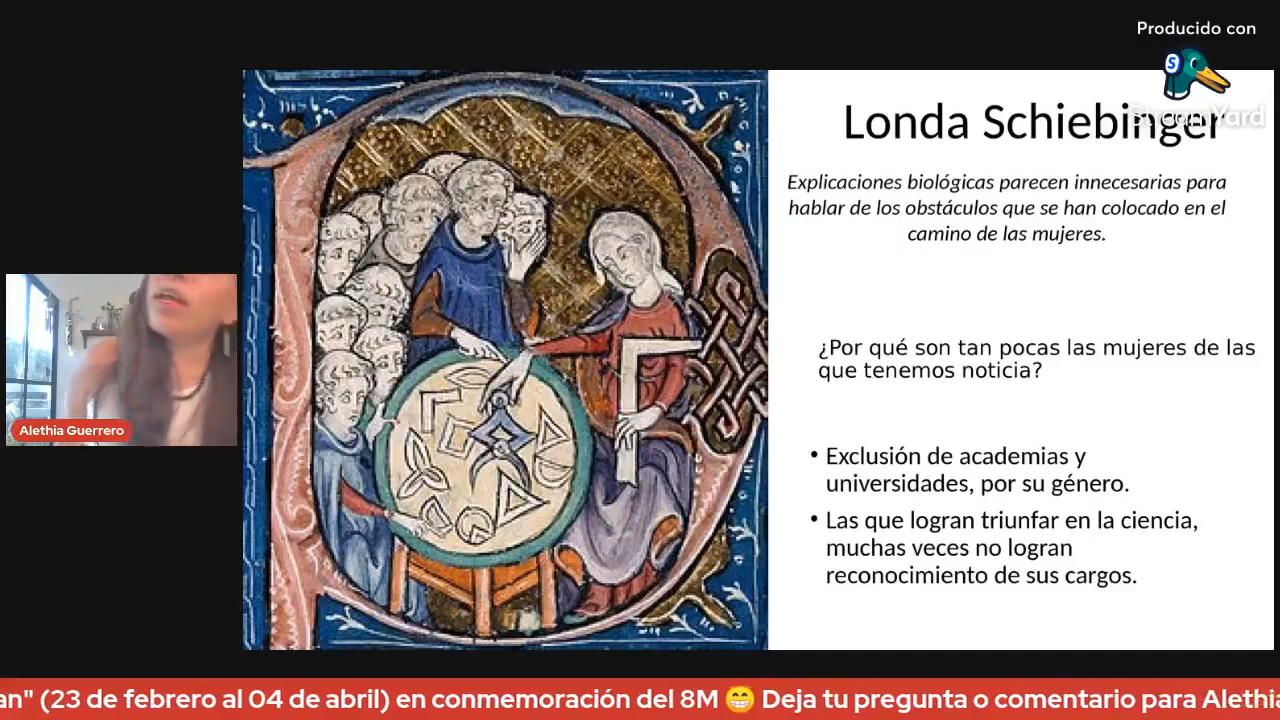 Producido con
StreamYard
Londa Schiebinger
Explicaciones biológicas parecen innecesarias para
hablar de los obstáculos que se han colocado en el
camino de las mujeres.
¿Por qué son tan pocas las mujeres de las
que tenemos noticia?
• Exclusión de academias y
universidades, por su género.
• Las que logran triunfar en la ciencia,
muchas veces no logran
reconocimiento de sus cargos.
Alethia Guerrero
an" (23 de febrero al 04 de abril) en conmemoración del 8M 😁 Deja tu pregunta o comentario para Alethia